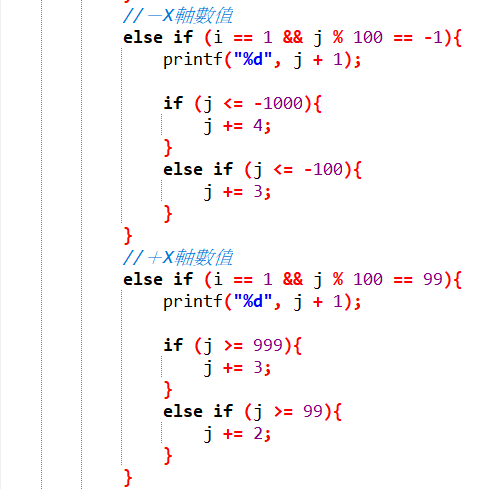 //－X軸數值
else if (i == 1 && j % 100 == -1){
printf("%d", j + 1);
if (j <= -1000){
j += 4;
}
else if (j <= -100){
j += 3;
}
}
//＋X軸數值
else if (i == 1 && j % 100 == 99){
printf("%d", j + 1);
if (j >= 999){
j += 3;
}
else if (j >= 99){
j += 2;
}
}